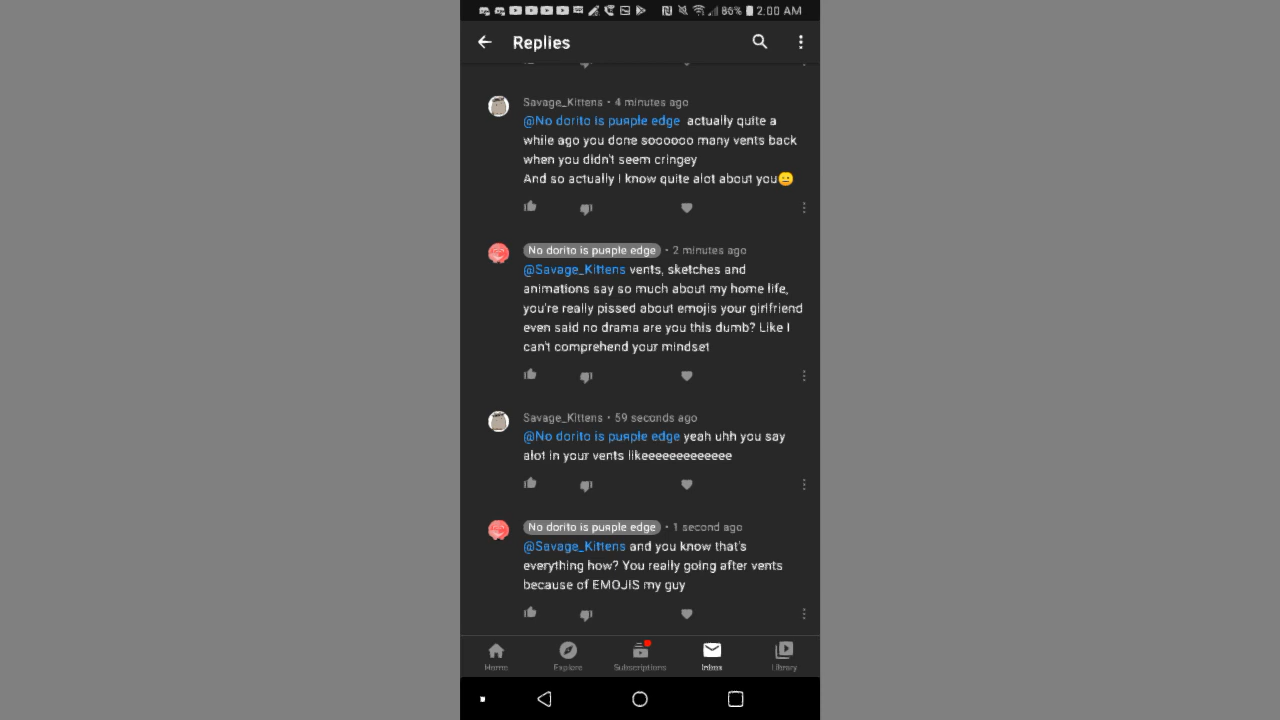 86% 2.00 AM
Replies
Savage_Kittens • 4 minutes ago
@No dorito is puяple edge actually quite a
while ago you done soooooo many vents back
when you didn't seem cringey
And so actually I know quite alot about you😐
No dorito is puяple edge • 2 minutes ago
@Savage_Kittens vents, sketches and
animations say so much about my home life,
you're really pissed about emojis your girlfriend
even said no drama are you this dumb? Like I
can't comprehend your mindset
Savage_Kittens • 59 seconds ago
@No dorito is puяple edge yeah uhh you say
alot in your vents likeeeeeeeeeeeee
No dorito is puяple edge • 1 second ago
@Savage_Kittens and you know that's
everything how? You really going after vents
because of EMOJIS my guy
Home Explore Subscriptions Inbox Library